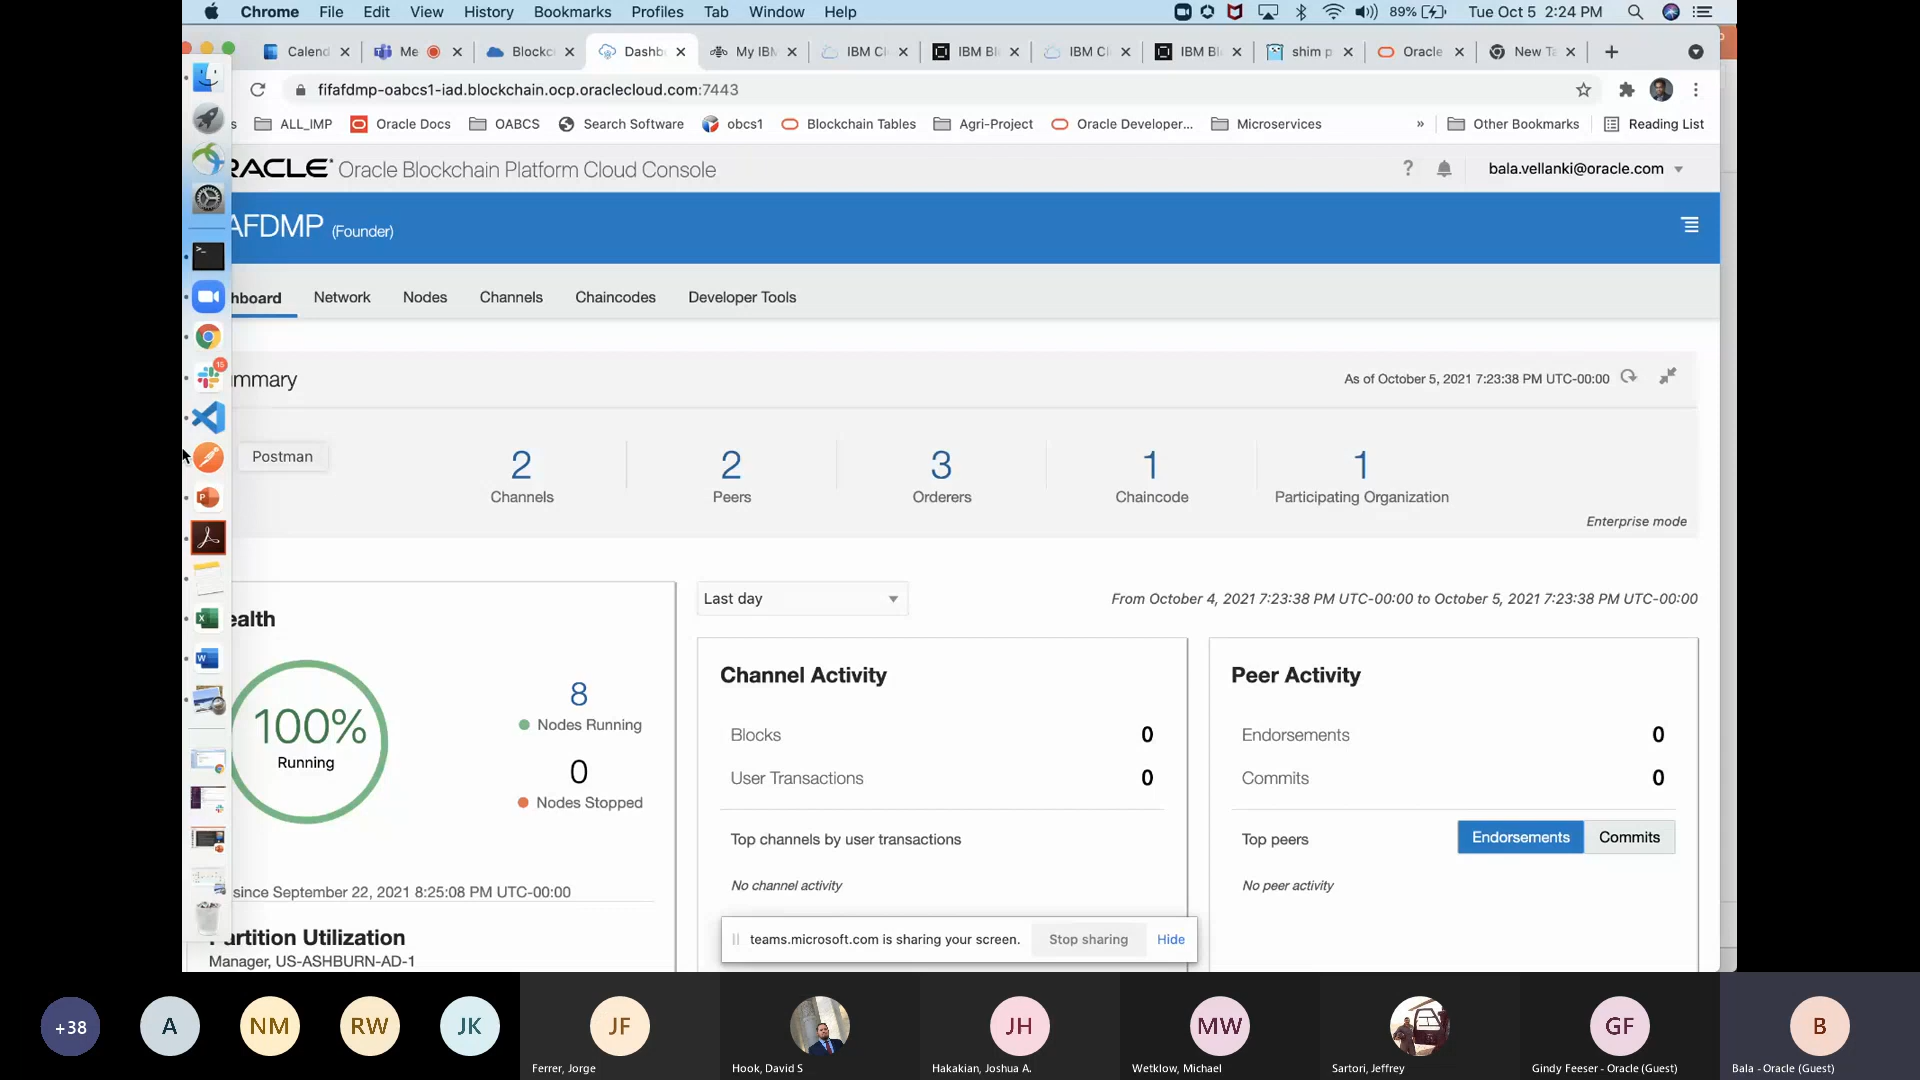 Chrome File Edit View History Bookmarks Profiles Tab Window Help 89% Tue Oct 5 2:24 PM
Calend Me Blockc Dashb My IBM IBM Cl IBM Bl IBM Cl IBM Bl shim p Oracle New Ta
fifafdmp-oabcs1-iad.blockchain.ocp.oraclecloud.com:7443
s ALL_IMP Oracle Docs OABCS Search Software obcs1 Blockchain Tables Agri-Project Oracle Developer... Microservices » Other Bookmarks Reading List
RACLE Oracle Blockchain Platform Cloud Console ? bala.vellanki@oracle.com
AFDMP (Founder)
hboard Network Nodes Channels Chaincodes Developer Tools
mmary As of October 5, 2021 7:23:38 PM UTC-00:00
15
Postman
2 2 3 1 1
Channels Peers Orderers Chaincode Participating Organization
Enterprise mode
Last day From October 4, 2021 7:23:38 PM UTC-00:00 to October 5, 2021 7:23:38 PM UTC-00:00
ealth
100%
Running
8
Nodes Running
0
Nodes Stopped
since September 22, 2021 8:25:08 PM UTC-00:00
artition Utilization
Manager, US-ASHBURN-AD-1
Channel Activity
Blocks 0
User Transactions 0
Top channels by user transactions
No channel activity
Peer Activity
Endorsements 0
Commits 0
Top peers Endorsements Commits
No peer activity
teams.microsoft.com is sharing your screen. Stop sharing Hide
+38 A NM RW JK JF JH MW GF B
Ferrer, Jorge Hook, David S Hakakian, Joshua A. Wetklow, Michael Sartori, Jeffrey Gindy Feeser - Oracle (Guest) Bala - Oracle (Guest)